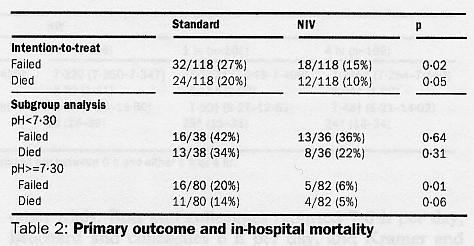 Standard NIV p
Intention-to-treat
Failed 32/118 (27%) 18/118 (15%) 0·02
Died 24/118 (20%) 12/118 (10%) 0·05
Subgroup analysis
pH<7·30
Failed 16/38 (42%) 13/36 (36%) 0·64
Died 13/38 (34%) 8/36 (22%) 0·31
pH>=7·30
Failed 16/80 (20%) 5/82 (6%) 0·01
Died 11/80 (14%) 4/82 (5%) 0·06
Table 2: Primary outcome and in-hospital mortality